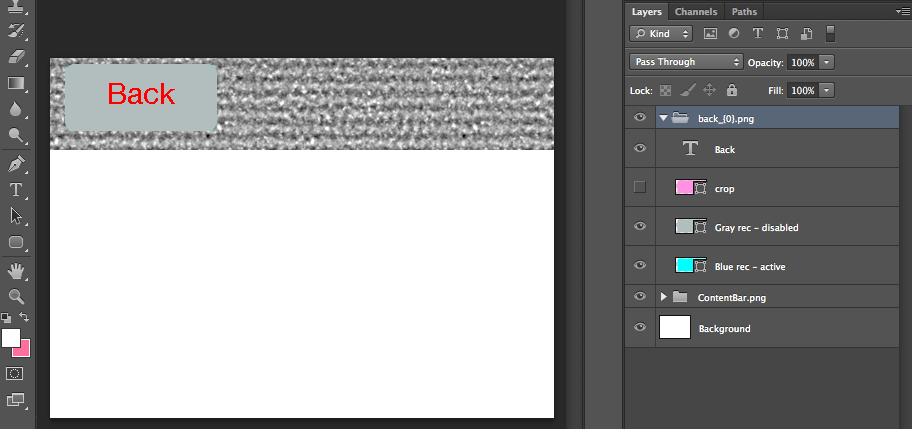 Layers Channels Paths
Kind T
Pass Through Opacity: 100%
Lock: Fill: 100%
back_{0}.png
Back
T Back
crop
Gray rec - disabled
T
Blue rec - active
ContentBar.png
Background